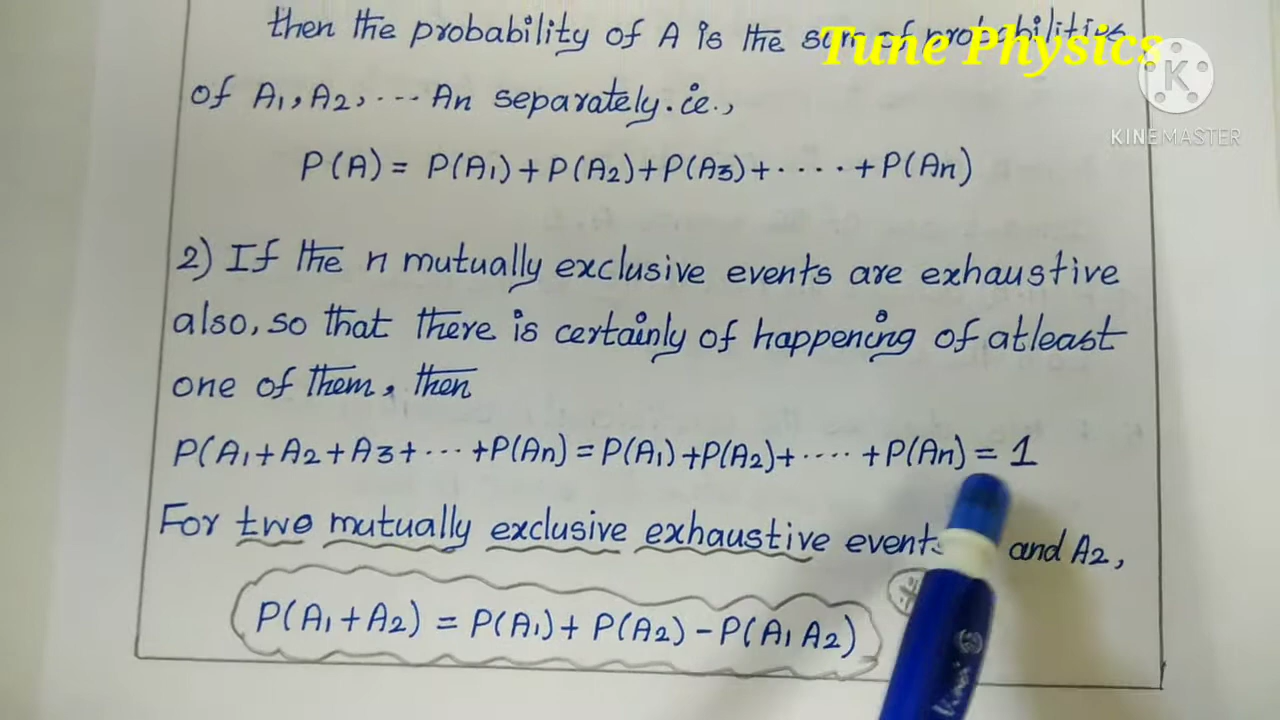 then the probability of A is the sum of probabilities
Tune Physics
of A1, A2, ... An separately. ie.,
KINEMASTER
P(A) = P(A1) + P(A2) + P(A3) + ..... + P(An)
2) If the n mutually exclusive events are exhaustive
also, so that there is certainly of happening of atleast
one of them, then
P(A1 + A2 + A3 + ... + P(An) = P(A1) + P(A2) + ..... + P(An) = 1
For two mutually exclusive exhaustive events and A2,
P(A1 + A2) = P(A1) + P(A2) - P(A1 A2)